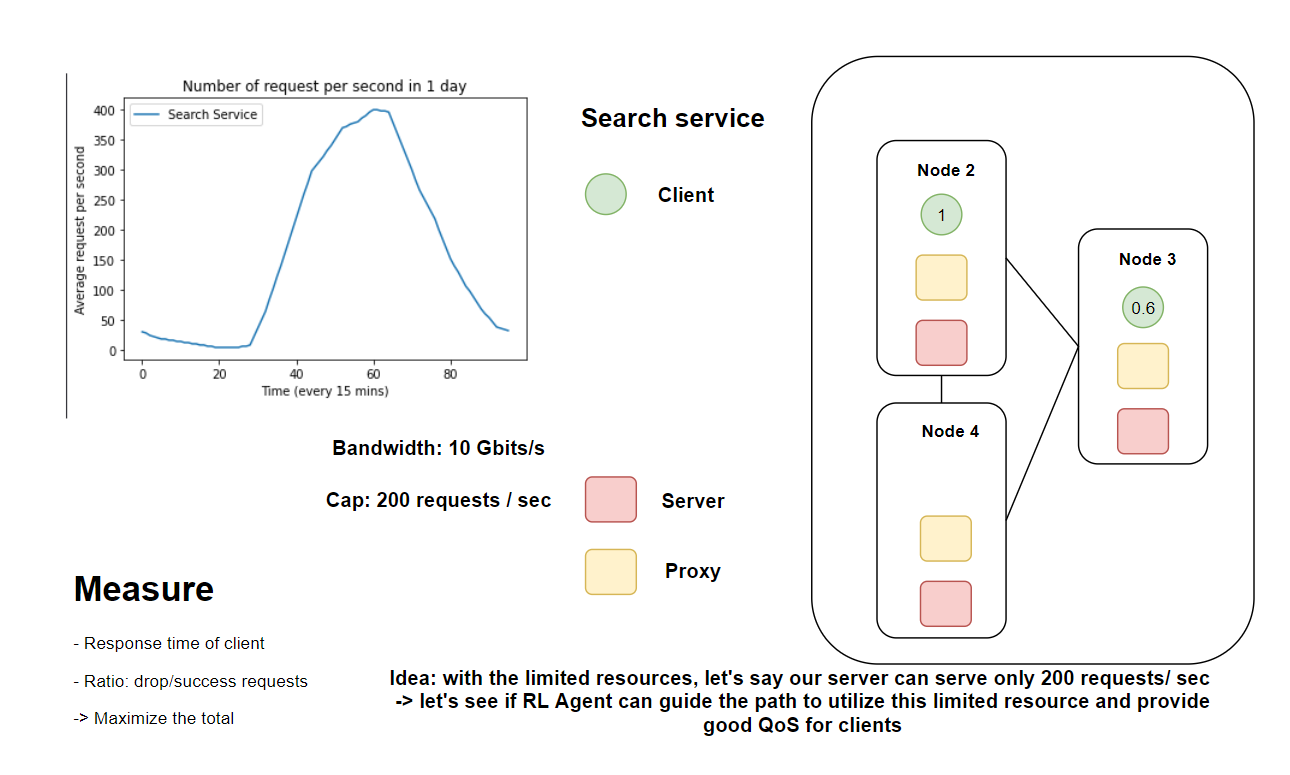 Number of request per second in 1 day
Search Service
Average request per second
400
350
300
250
200
150
100
50
0
0 20 40 60 80
Time (every 15 mins)
Search service
Client
Bandwidth: 10 Gbits/s
Cap: 200 requests / sec
Server
Proxy
Node 2
1
Node 3
0.6
Node 4
Measure
- Response time of client
- Ratio: drop/success requests
-> Maximize the total
Idea: with the limited resources, let's say our server can serve only 200 requests/ sec
-> let's see if RL Agent can guide the path to utilize this limited resource and provide
good QoS for clients